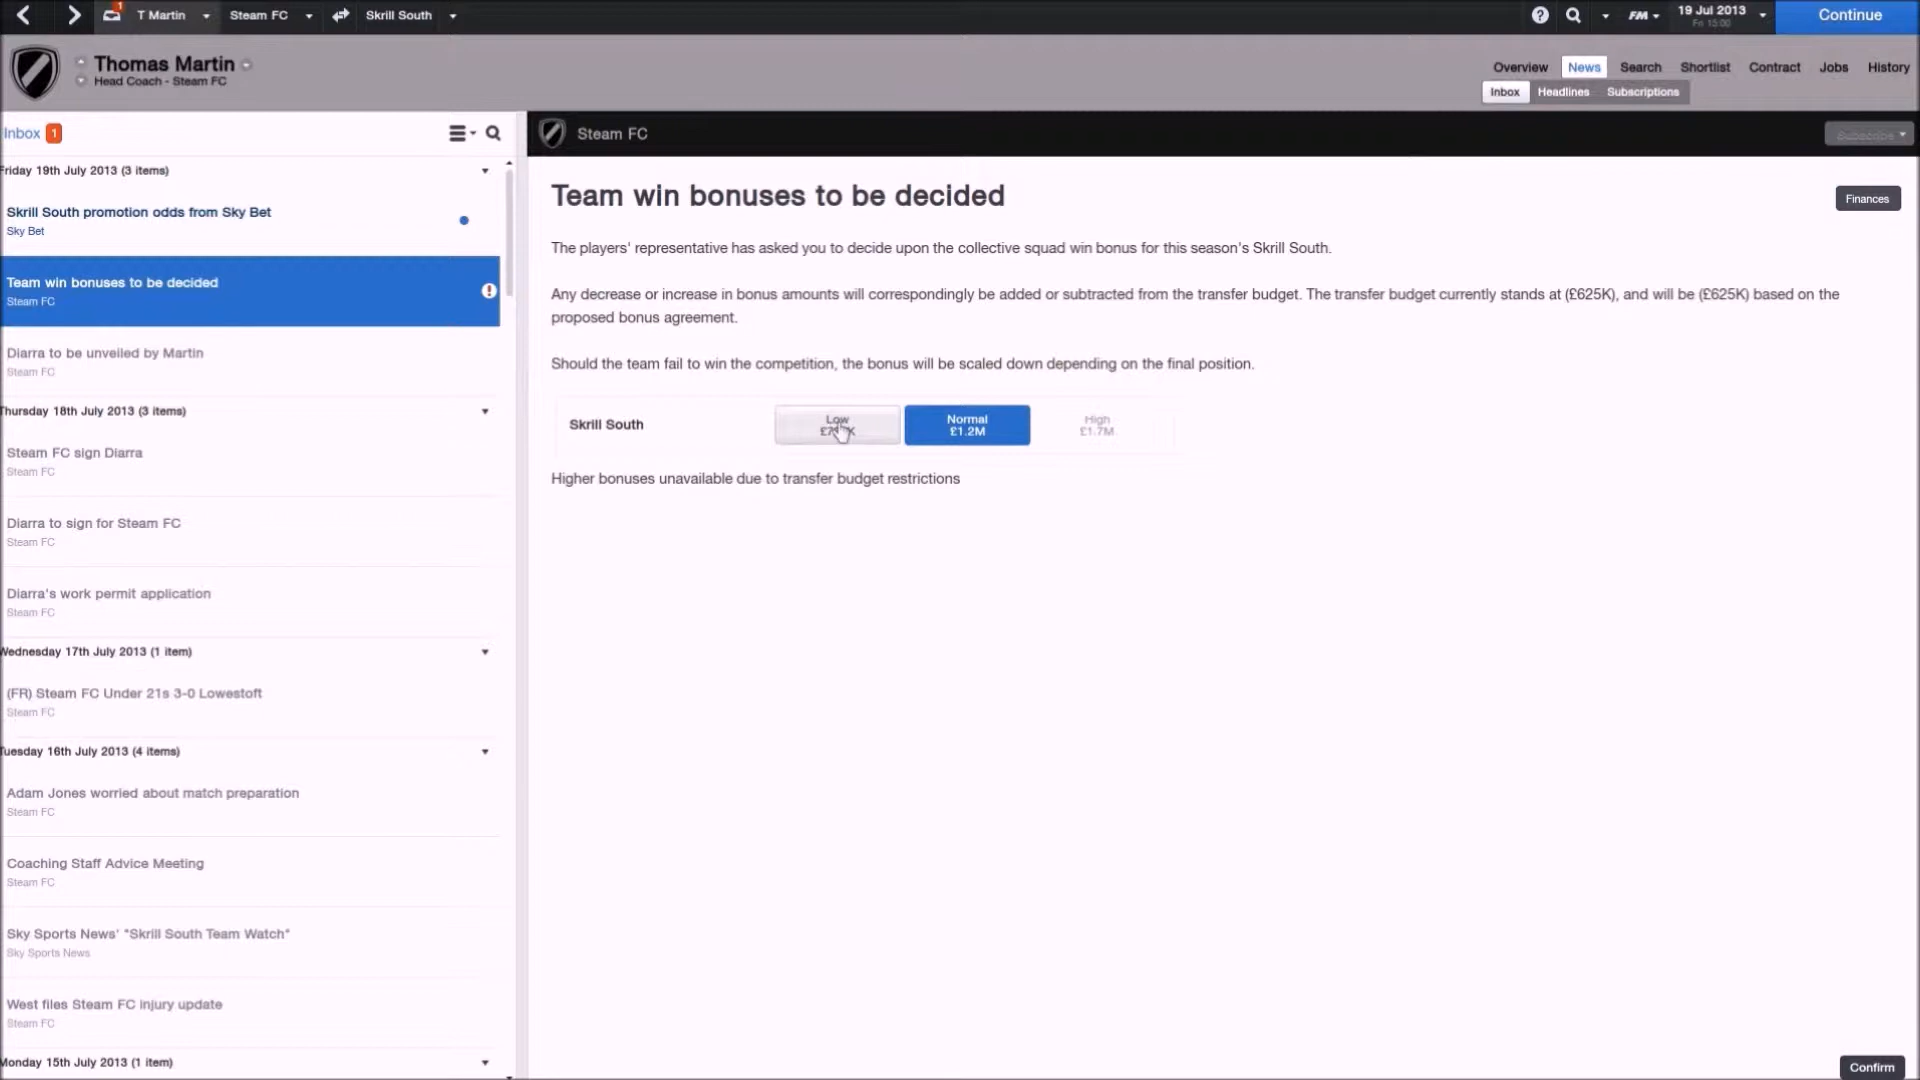 1
T Martin
Steam FC
Skrill South
FM
19 Jul 2013
Fri 15:00
Continue
Thomas Martin
Head Coach - Steam FC
Overview
News
Search
Shortlist
Contract
Jobs
History
Inbox
Headlines
Subscriptions
Inbox 1
Friday 19th July 2013 (3 items)
Skrill South promotion odds from Sky Bet
Sky Bet
Team win bonuses to be decided
Steam FC
Diarra to be unveiled by Martin
Steam FC
Thursday 18th July 2013 (3 items)
Steam FC sign Diarra
Steam FC
Diarra to sign for Steam FC
Steam FC
Diarra's work permit application
Steam FC
Wednesday 17th July 2013 (1 item)
(FR) Steam FC Under 21s 3-0 Lowestoft
Steam FC
Tuesday 16th July 2013 (4 items)
Adam Jones worried about match preparation
Steam FC
Coaching Staff Advice Meeting
Steam FC
Sky Sports News' "Skrill South Team Watch"
Sky Sports News
West files Steam FC injury update
Steam FC
Monday 15th July 2013 (1 item)
Steam FC
Subscribe
Team win bonuses to be decided
Finances
The players' representative has asked you to decide upon the collective squad win bonus for this season's Skrill South.
Any decrease or increase in bonus amounts will correspondingly be added or subtracted from the transfer budget. The transfer budget currently stands at (£625K), and will be (£625K) based on the
proposed bonus agreement.
Should the team fail to win the competition, the bonus will be scaled down depending on the final position.
Skrill South
Low
Normal
£1.2M
High
£1.7M
Higher bonuses unavailable due to transfer budget restrictions
Confirm